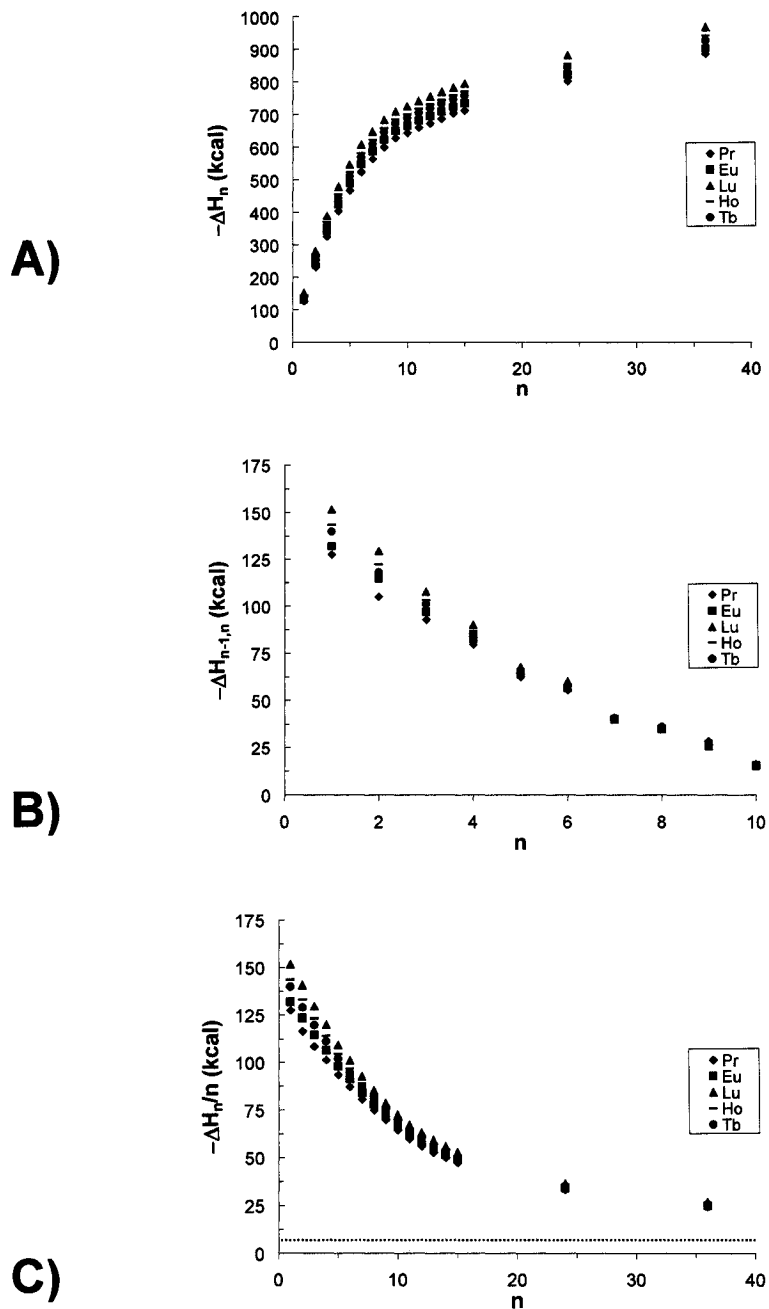 A)
−ΔHn (kcal)
1000
900
800
700
600
500
400
300
200
100
0
0 10 20 30 40
n
Pr
Eu
Lu
Ho
Tb
B)
−ΔHn-1,n (kcal)
175
150
125
100
75
50
25
0
0 2 4 6 8 10
n
Pr
Eu
Lu
Ho
Tb
C)
−ΔHn/n (kcal)
175
150
125
100
75
50
25
0
0 10 20 30 40
n
Pr
Eu
Lu
Ho
Tb